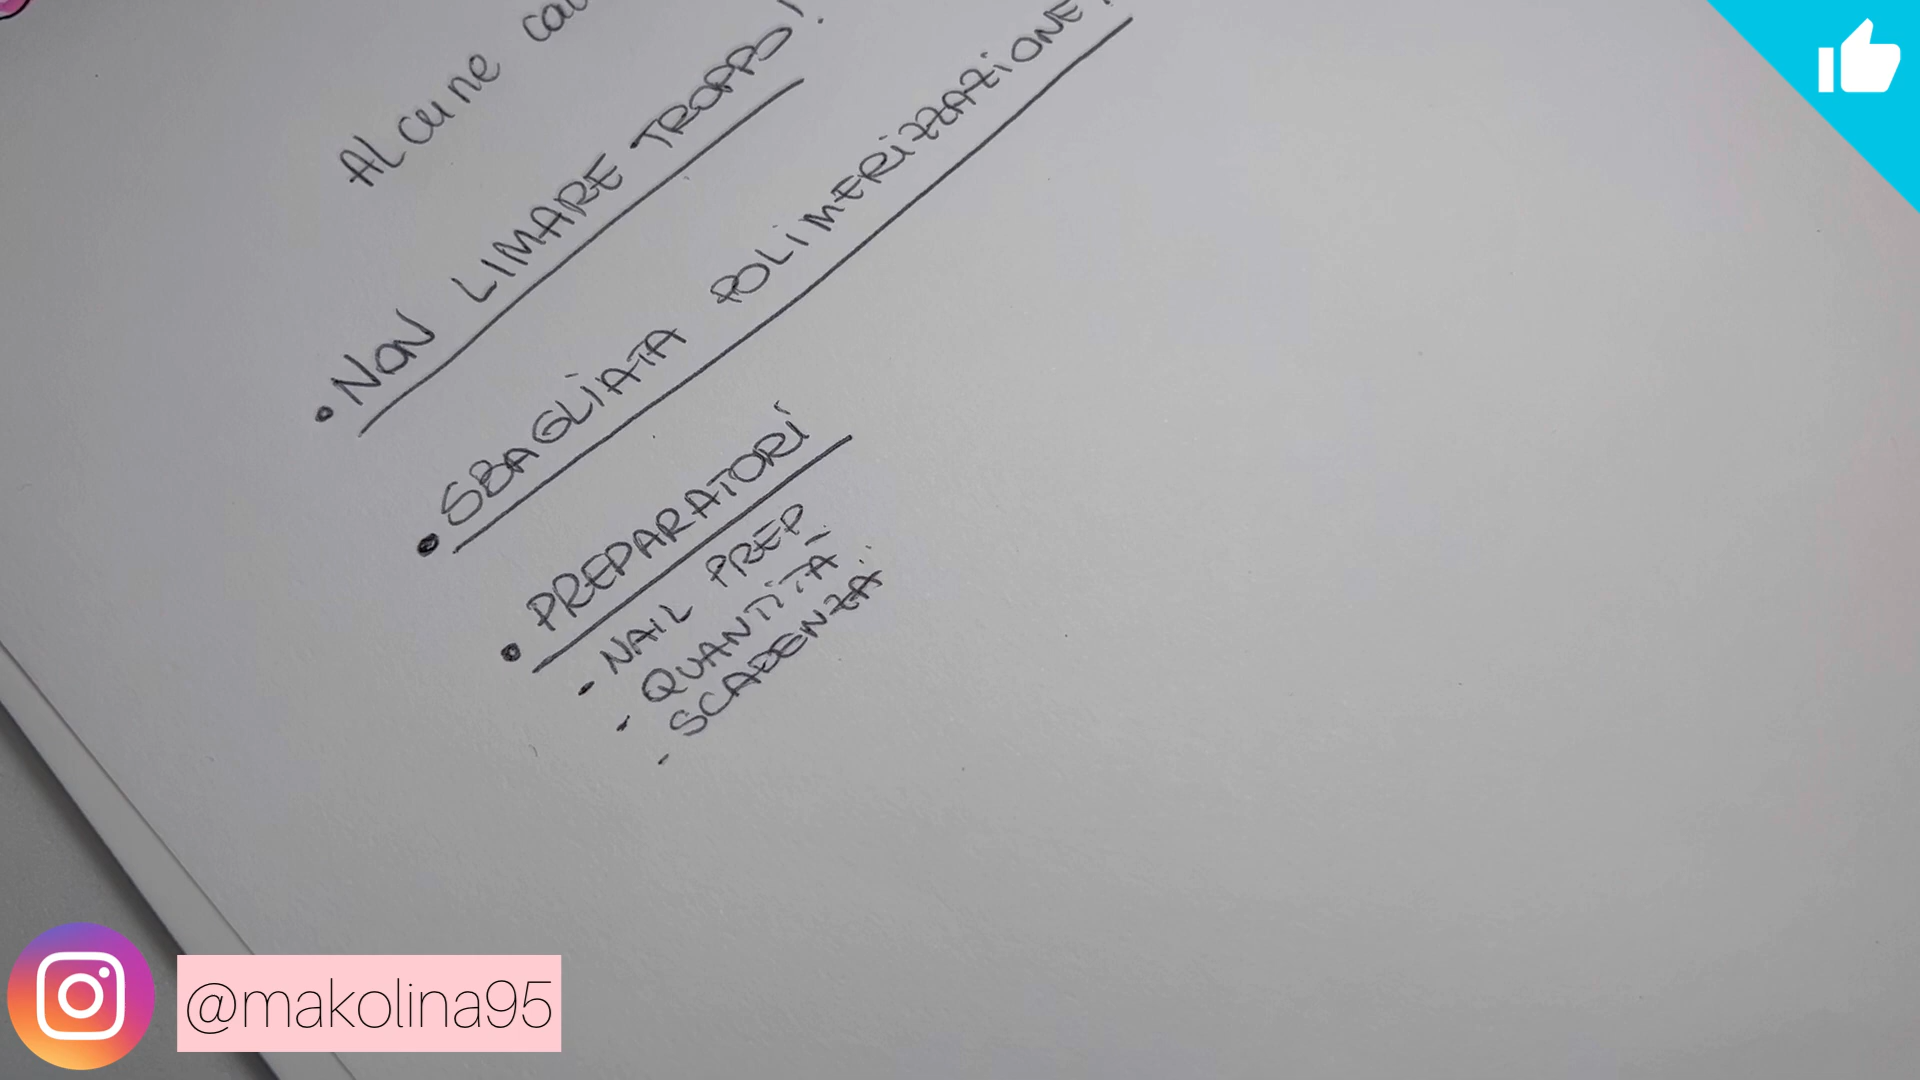 ALcune
• NON LIMARE TROPPO!
• SBAGLIATA POLIMERIZZAZIONE
• PREPARATORI
- NAIL PREP
- QUANTITÀ
- SCADENZA
@makolina95